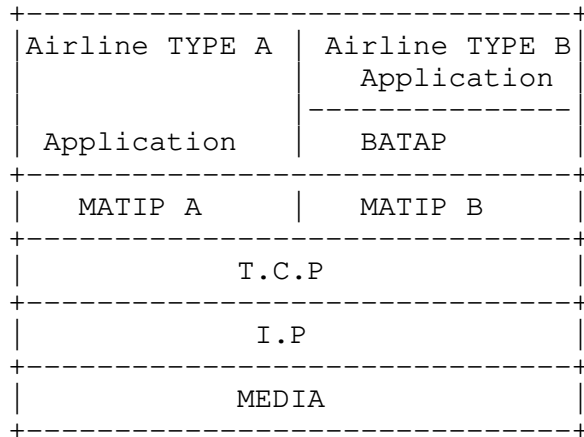 +--------------------------------+
|Airline TYPE A | Airline TYPE B|
|               |   Application |
|               |---------------|
| Application   |   BATAP       |
+--------------------------------+
|   MATIP A     |   MATIP B     |
+--------------------------------+
|            T.C.P              |
+--------------------------------+
|             I.P               |
+--------------------------------+
|            MEDIA              |
+--------------------------------+